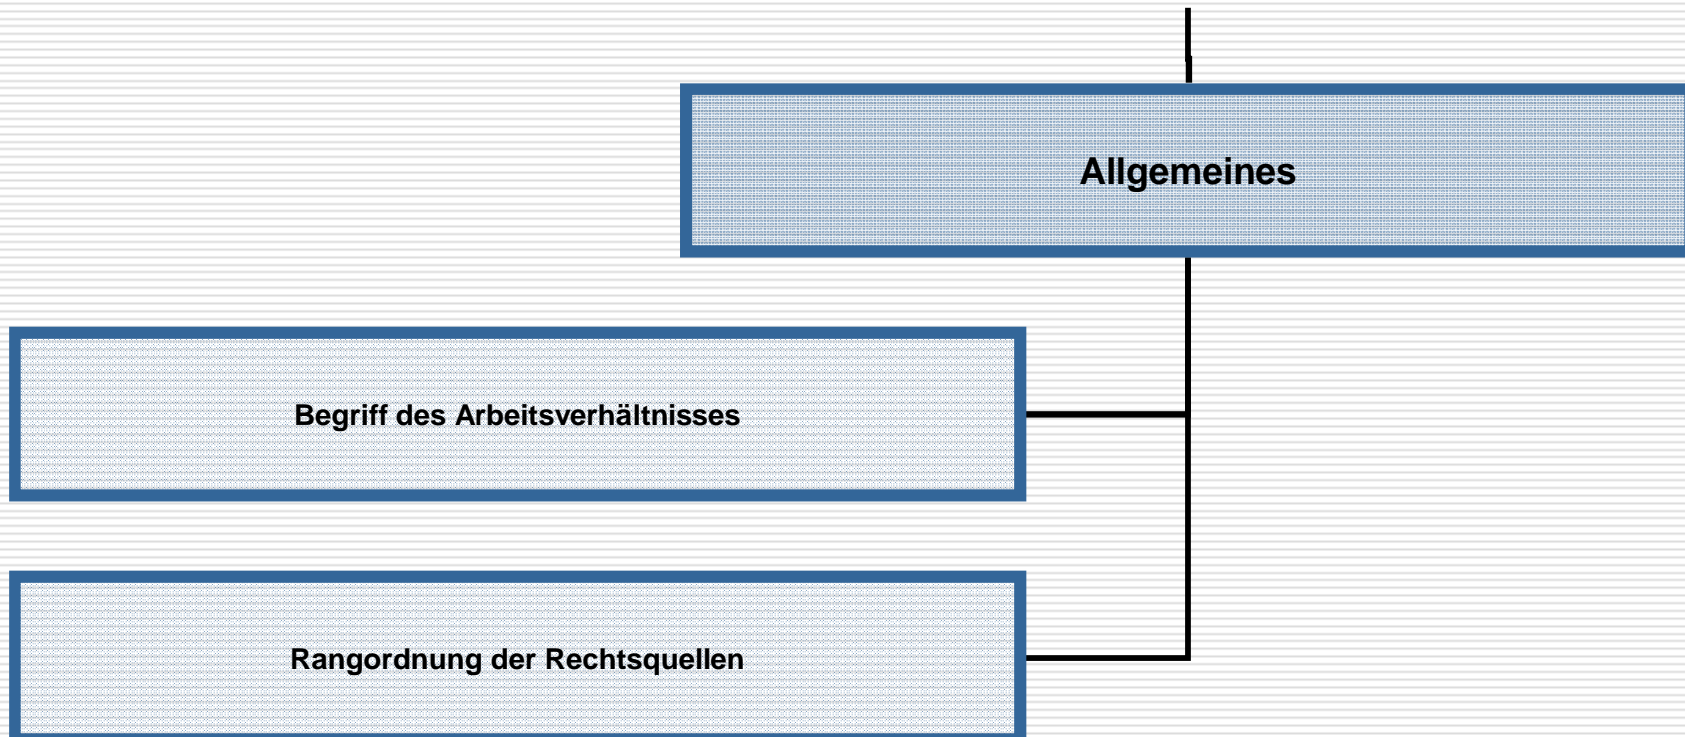 Allgemeines
Begriff des Arbeitsverhältnisses
Rangordnung der Rechtsquellen